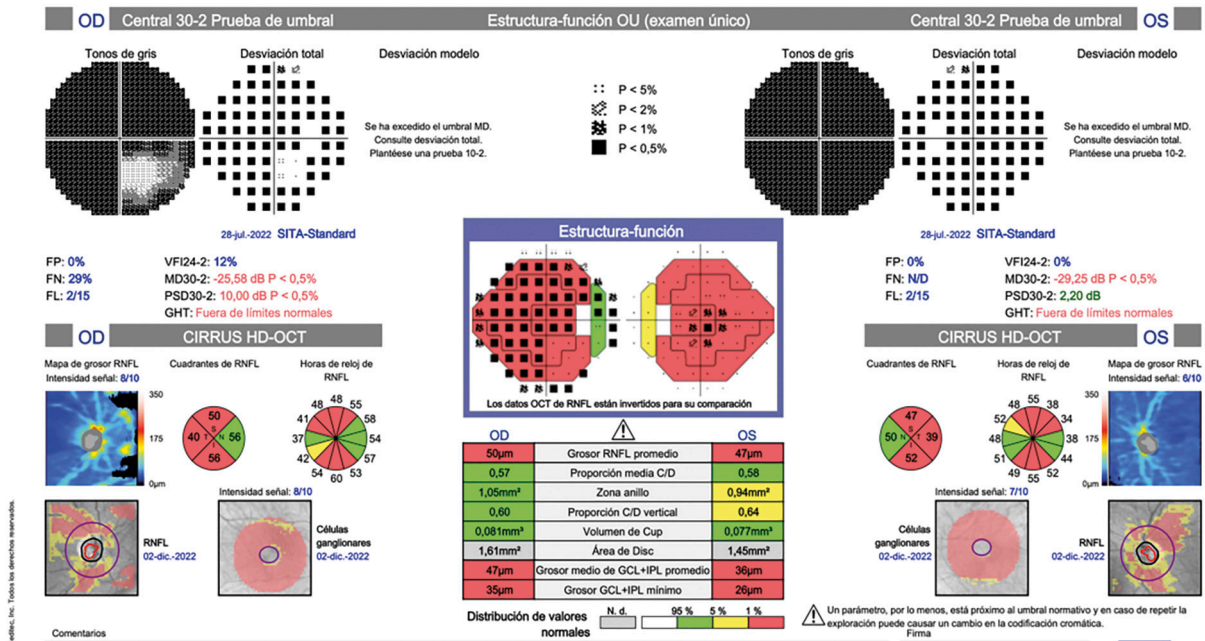 OD Central 30-2 Prueba de umbral Estructura-función OU (examen único) Central 30-2 Prueba de umbral OS
Tonos de gris Desviación total Desviación modelo
Se ha excedido el umbral MD.
Consulte desviación total.
Plantéese una prueba 10-2.
P < 5%
P < 2%
P < 1%
P < 0,5%
Tonos de gris Desviación total Desviación modelo
Se ha excedido el umbral MD.
Consulte desviación total.
Plantéese una prueba 10-2.
28-jul.-2022 SITA-Standard
FP: 0% VFI24-2: 12%
FN: 29% MD30-2: -25,58 dB P < 0,5%
FL: 2/15 PSD30-2: 10,00 dB P < 0,5%
GHT: Fuera de límites normales
Estructura-función
Los datos OCT de RNFL están invertidos para su comparación
28-jul.-2022 SITA-Standard
FP: 0% VFI24-2: 0%
FN: N/D MD30-2: -29,25 dB P < 0,5%
FL: 2/15 PSD30-2: 2,20 dB
GHT: Fuera de límites normales
OD CIRRUS HD-OCT
Mapa de grosor RNFL Cuadrantes de RNFL Horas de reloj de
RNFL
Intensidad señal: 8/10
350
175
0µm
50
S
40 T N 56
I
56
48
48 55
41 58
37 54
42 57
54 53
60
Intensidad señal: 8/10
RNFL
02-dic.-2022
Células
ganglionares
02-dic.-2022
OD OS
50µm Grosor RNFL promedio 47µm
0,57 Proporción media C/D 0,58
1,05mm² Zona anillo 0,94mm²
0,60 Proporción C/D vertical 0,64
0,081mm³ Volumen de Cup 0,077mm³
1,61mm² Área de Disc 1,45mm²
47µm Grosor medio de GCL+IPL promedio 36µm
35µm Grosor GCL+IPL mínimo 26µm
Distribución de valores
normales
N. d. 95 % 5 % 1 %
CIRRUS HD-OCT OS
Cuadrantes de RNFL Horas de reloj de
RNFL
Mapa de grosor RNFL
Intensidad señal: 6/10
47
S
50 N T 39
I
52
55
48 38
52 34
48 38
51 44
49 52
55
350
175
0µm
Intensidad señal: 7/10
Células
ganglionares
02-dic.-2022
RNFL
02-dic.-2022
Un parámetro, por lo menos, está próximo al umbral normativo y en caso de repetir la
exploración puede causar un cambio en la codificación cromática.
Comentarios
Firma
Inc. Todos los derechos reservados.